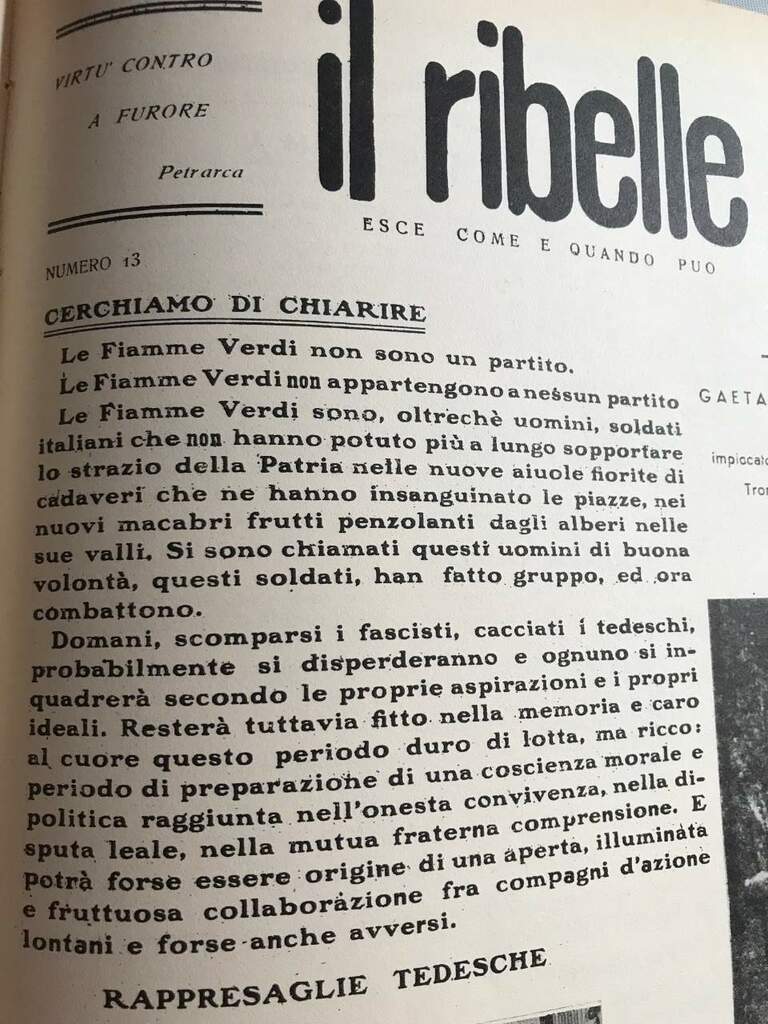 VIRTU' CONTRO
A FURORE
Petrarca
il ribelle
ESCE COME E QUANDO PUO
NUMERO 13
CERCHIAMO DI CHIARIRE
Le Fiamme Verdi non sono un partito.
Le Fiamme Verdi non appartengono a nessun partito
Le Fiamme Verdi sono, oltrechè uomini, soldati
italiani che non hanno potuto più a lungo sopportare
lo strazio della Patria nelle nuove aiuole fiorite di
cadaveri che ne hanno insanguinato le piazze, nei
nuovi macabri frutti penzolanti dagli alberi nelle
sue valli. Si sono chiamati questi uomini di buona
volontà, questi soldati, han fatto gruppo, ed ora
combattono.
Domani, scomparsi i fascisti, cacciati i tedeschi,
probabilmente si disperderanno e ognuno si in-
quadrerà secondo le proprie aspirazioni e i propri
ideali. Resterà tuttavia fitto nella memoria e caro
al cuore questo periodo duro di lotta, ma ricco:
periodo di preparazione di una coscienza morale e
politica raggiunta nell'onesta convivenza, nella di-
sputa leale, nella mutua fraterna comprensione. E
potrà forse essere origine di una aperta, illuminata
e fruttuosa collaborazione fra compagni d'azione
lontani e forse anche avversi.
RAPPRESAGLIE TEDESCHE
GAETA
impiccat
Tro